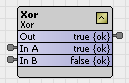 Xor
Xor
Out true {ok}
In A true {ok}
In B false {ok}